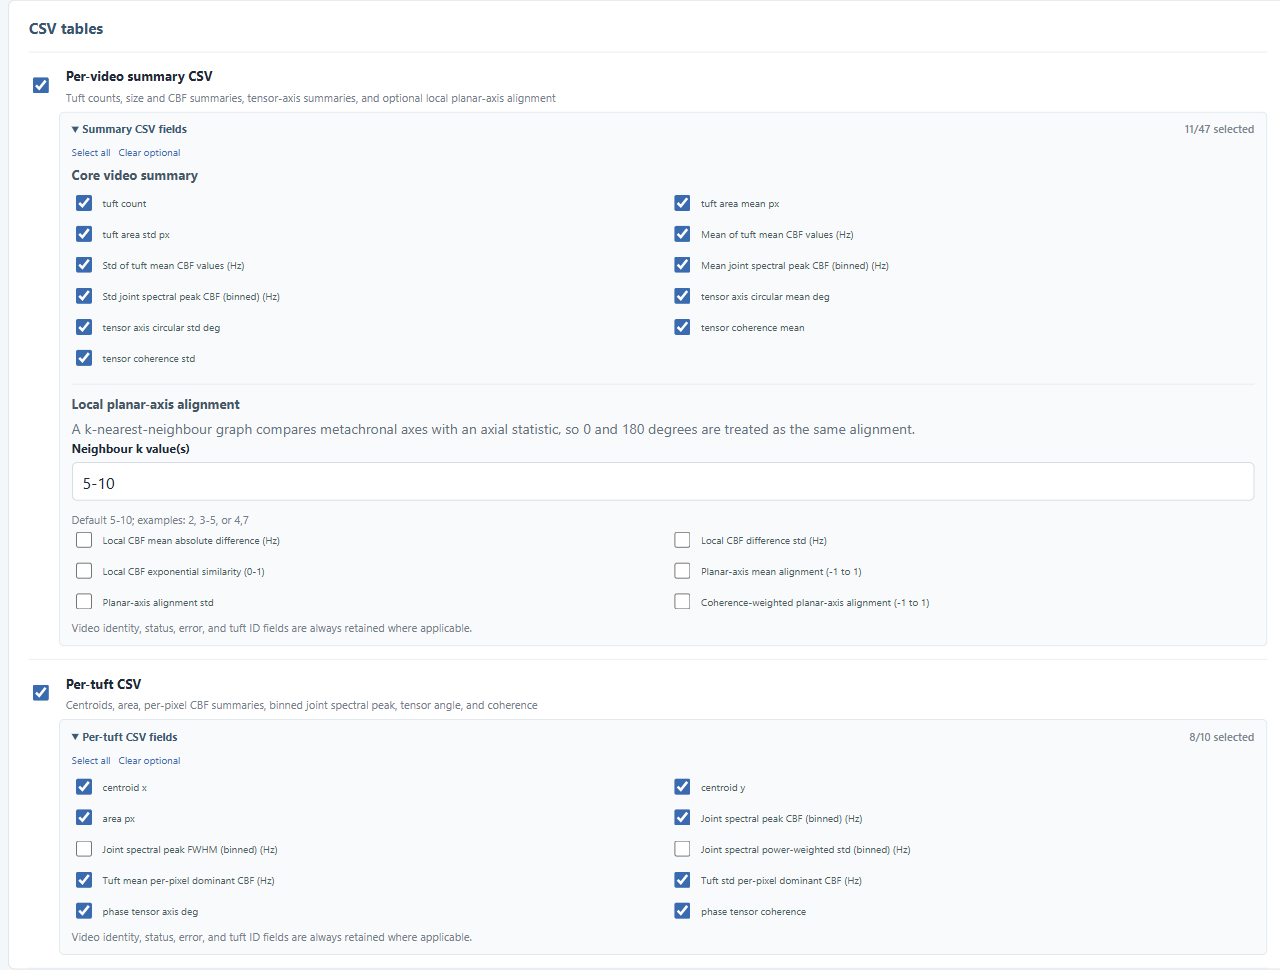 CSV tables
Per-video summary CSV
Tuft counts, size and CBF summaries, tensor-axis summaries, and optional local planar-axis alignment
▾ Summary CSV fields 11/47 selected
Select all Clear optional
Core video summary
tuft count tuft area mean px
tuft area std px Mean of tuft mean CBF values (Hz)
Std of tuft mean CBF values (Hz) Mean joint spectral peak CBF (binned) (Hz)
Std joint spectral peak CBF (binned) (Hz) tensor axis circular mean deg
tensor axis circular std deg tensor coherence mean
tensor coherence std
Local planar-axis alignment
A k-nearest-neighbour graph compares metachronal axes with an axial statistic, so 0 and 180 degrees are treated as the same alignment.
Neighbour k value(s)
5-10
Default 5-10; examples: 2, 3-5, or 4,7
Local CBF mean absolute difference (Hz) Local CBF difference std (Hz)
Local CBF exponential similarity (0-1) Planar-axis mean alignment (-1 to 1)
Planar-axis alignment std Coherence-weighted planar-axis alignment (-1 to 1)
Video identity, status, error, and tuft ID fields are always retained where applicable.
Per-tuft CSV
Centroids, area, per-pixel CBF summaries, binned joint spectral peak, tensor angle, and coherence
▾ Per-tuft CSV fields 8/10 selected
Select all Clear optional
centroid x centroid y
area px Joint spectral peak CBF (binned) (Hz)
Joint spectral peak FWHM (binned) (Hz) Joint spectral power-weighted std (binned) (Hz)
Tuft mean per-pixel dominant CBF (Hz) Tuft std per-pixel dominant CBF (Hz)
phase tensor axis deg phase tensor coherence
Video identity, status, error, and tuft ID fields are always retained where applicable.